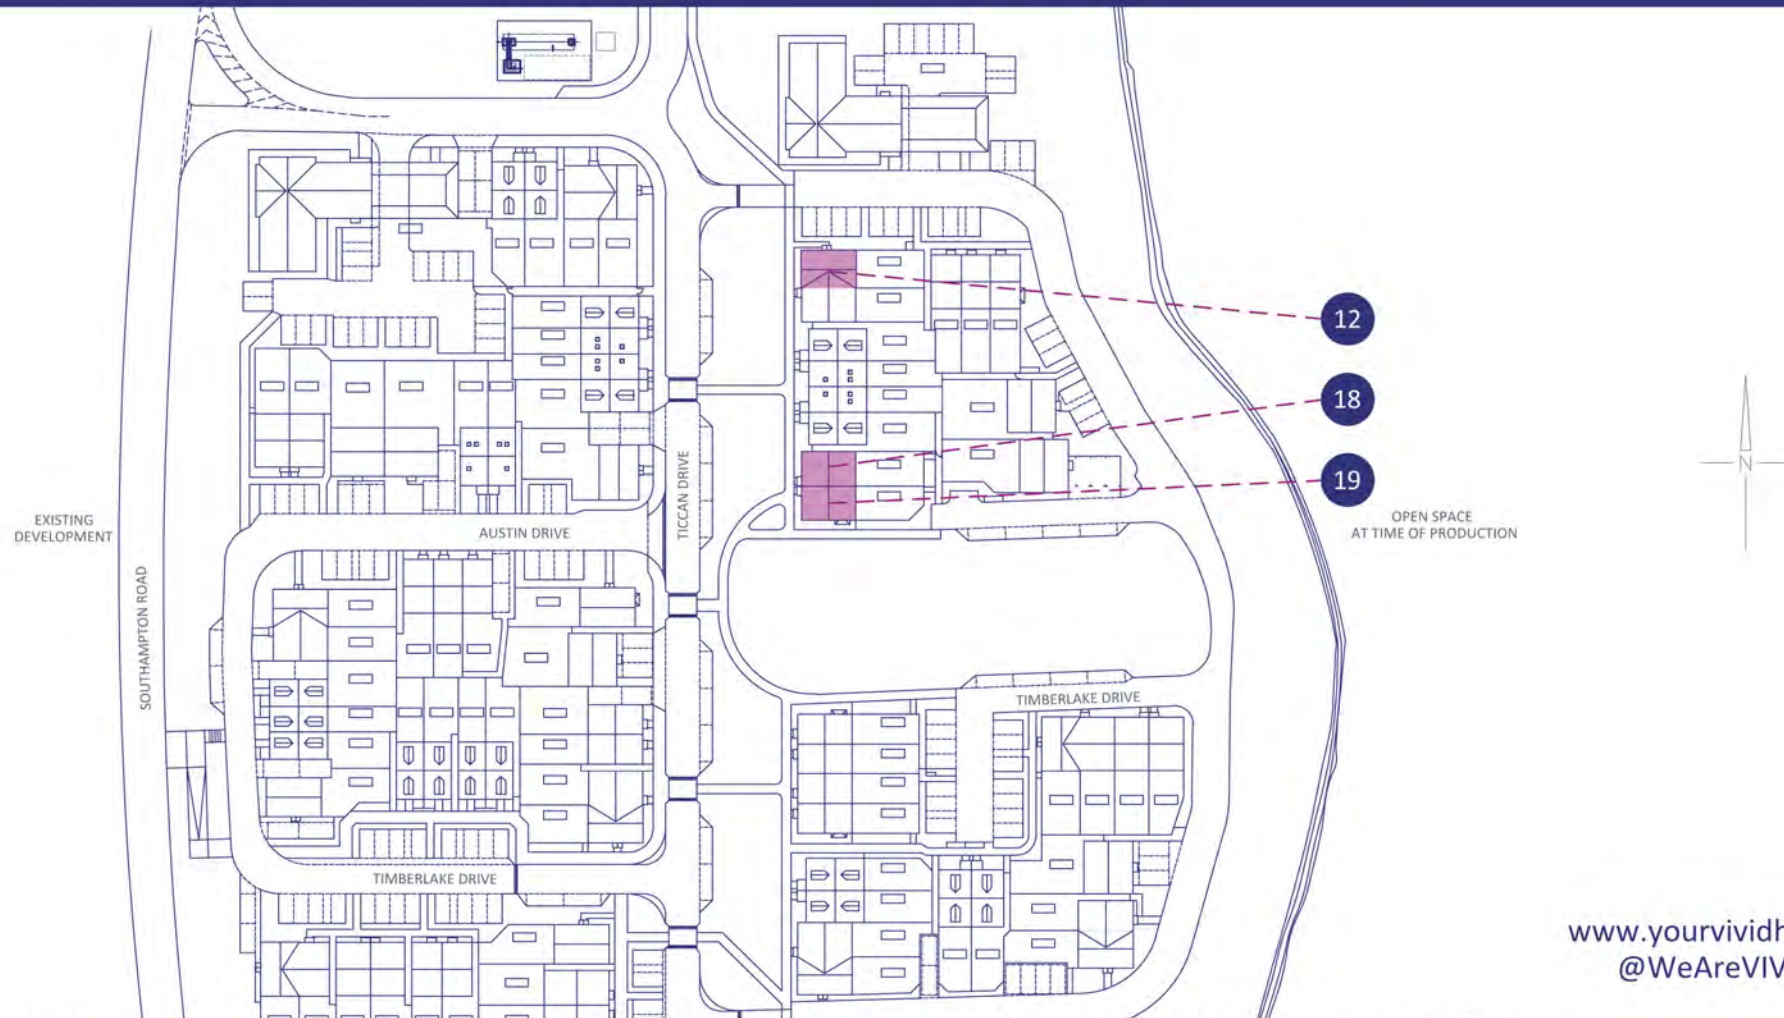 12
18
19
TICCAN DRIVE
EXISTING
DEVELOPMENT
AUSTIN DRIVE
N
OPEN SPACE
AT TIME OF PRODUCTION
SOUTHAMPTON ROAD
TIMBERLAKE DRIVE
TIMBERLAKE DRIVE
www.yourvividh
@WeAreVIV